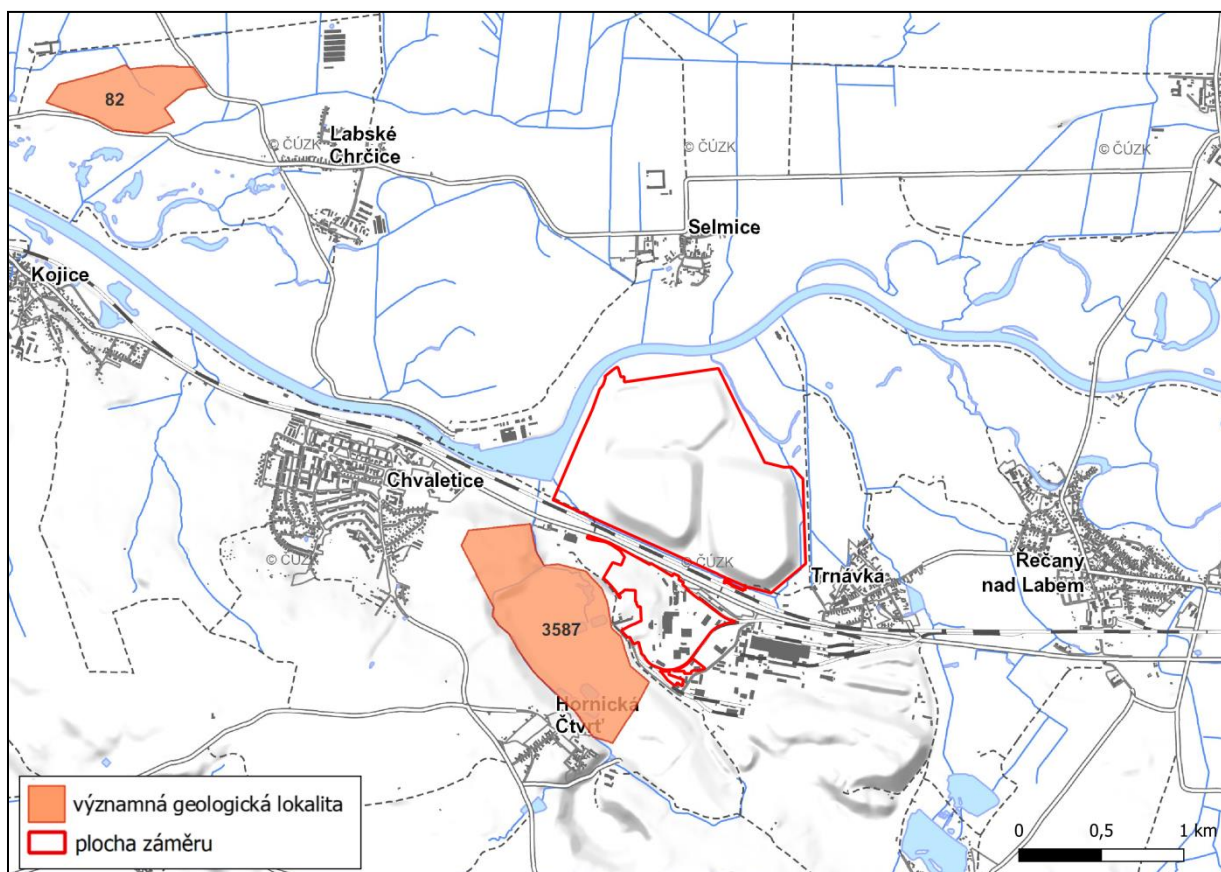 82
Labské
Chrčice
© ČÚZK
© ČÚZK
© ČÚZK
Selmice
Kojice
Chvaletice
© ČÚZK
© ČÚZK
Trnávka
Řečany
nad Labem
3587
Hornická
Čtvrť
významná geologická lokalita
plocha záměru
0 0,5 1 km